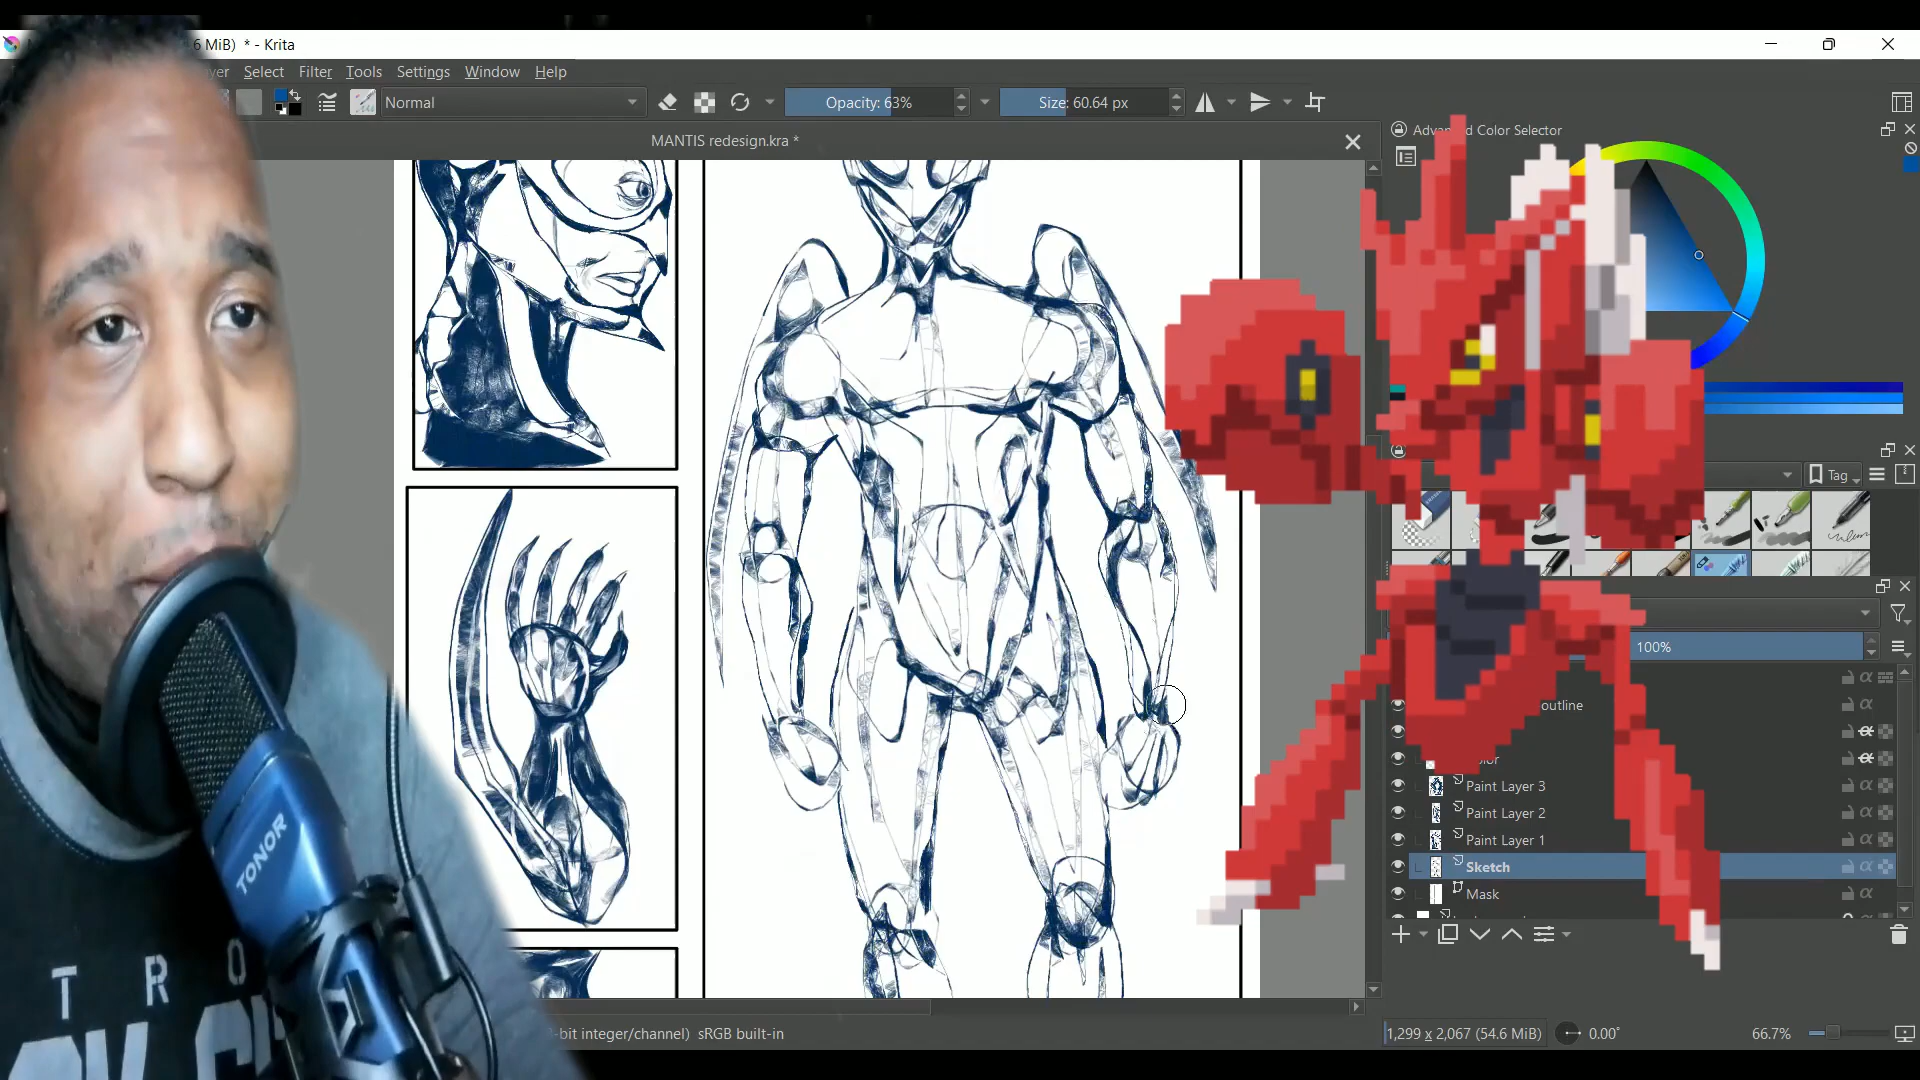 6 MiB) * - Krita
yer Select Filter Tools Settings Window Help
Normal
Opacity: 63%
Size: 60.64 px
MANTIS redesign.kra *
Color Selector
Tag
100%
outline
Paint Layer 3
Paint Layer 2
Paint Layer 1
Sketch
Mask
-bit integer/channel) sRGB built-in
1,299 x 2,067 (54.6 MiB)
0.00°
66.7%
TONOR
T R O